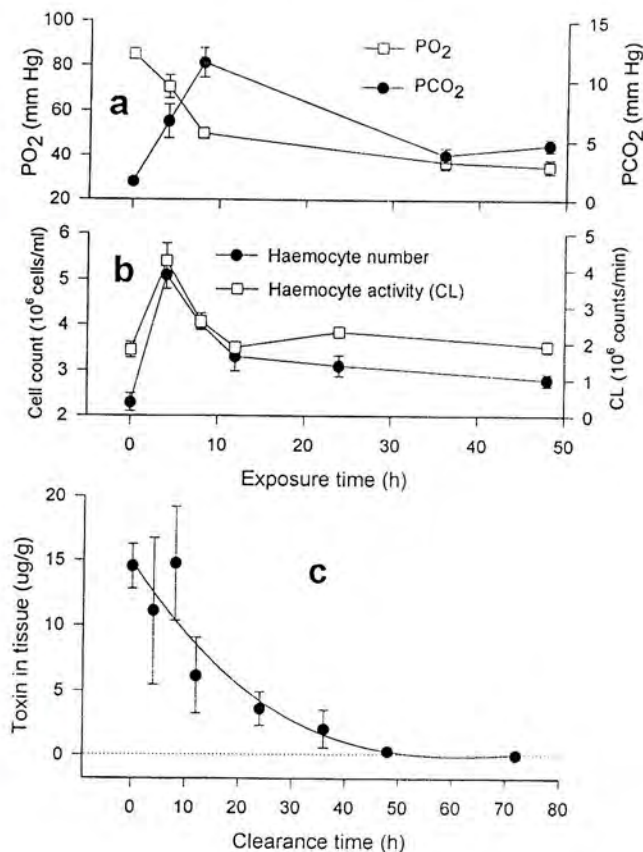 a
PO2 (mm Hg)
100
80
60
40
20
PO2
PCO2
15
10
5
0
PCO2 (mm Hg)
b
Cell count (10^6 cells/ml)
6
5
4
3
2
Haemocyte number
Haemocyte activity (CL)
5
4
3
2
1
0
CL (10^6 counts/min)
0 10 20 30 40 50
Exposure time (h)
c
Toxin in tissue (ug/g)
20
15
10
5
0
0 10 20 30 40 50 60 70 80
Clearance time (h)